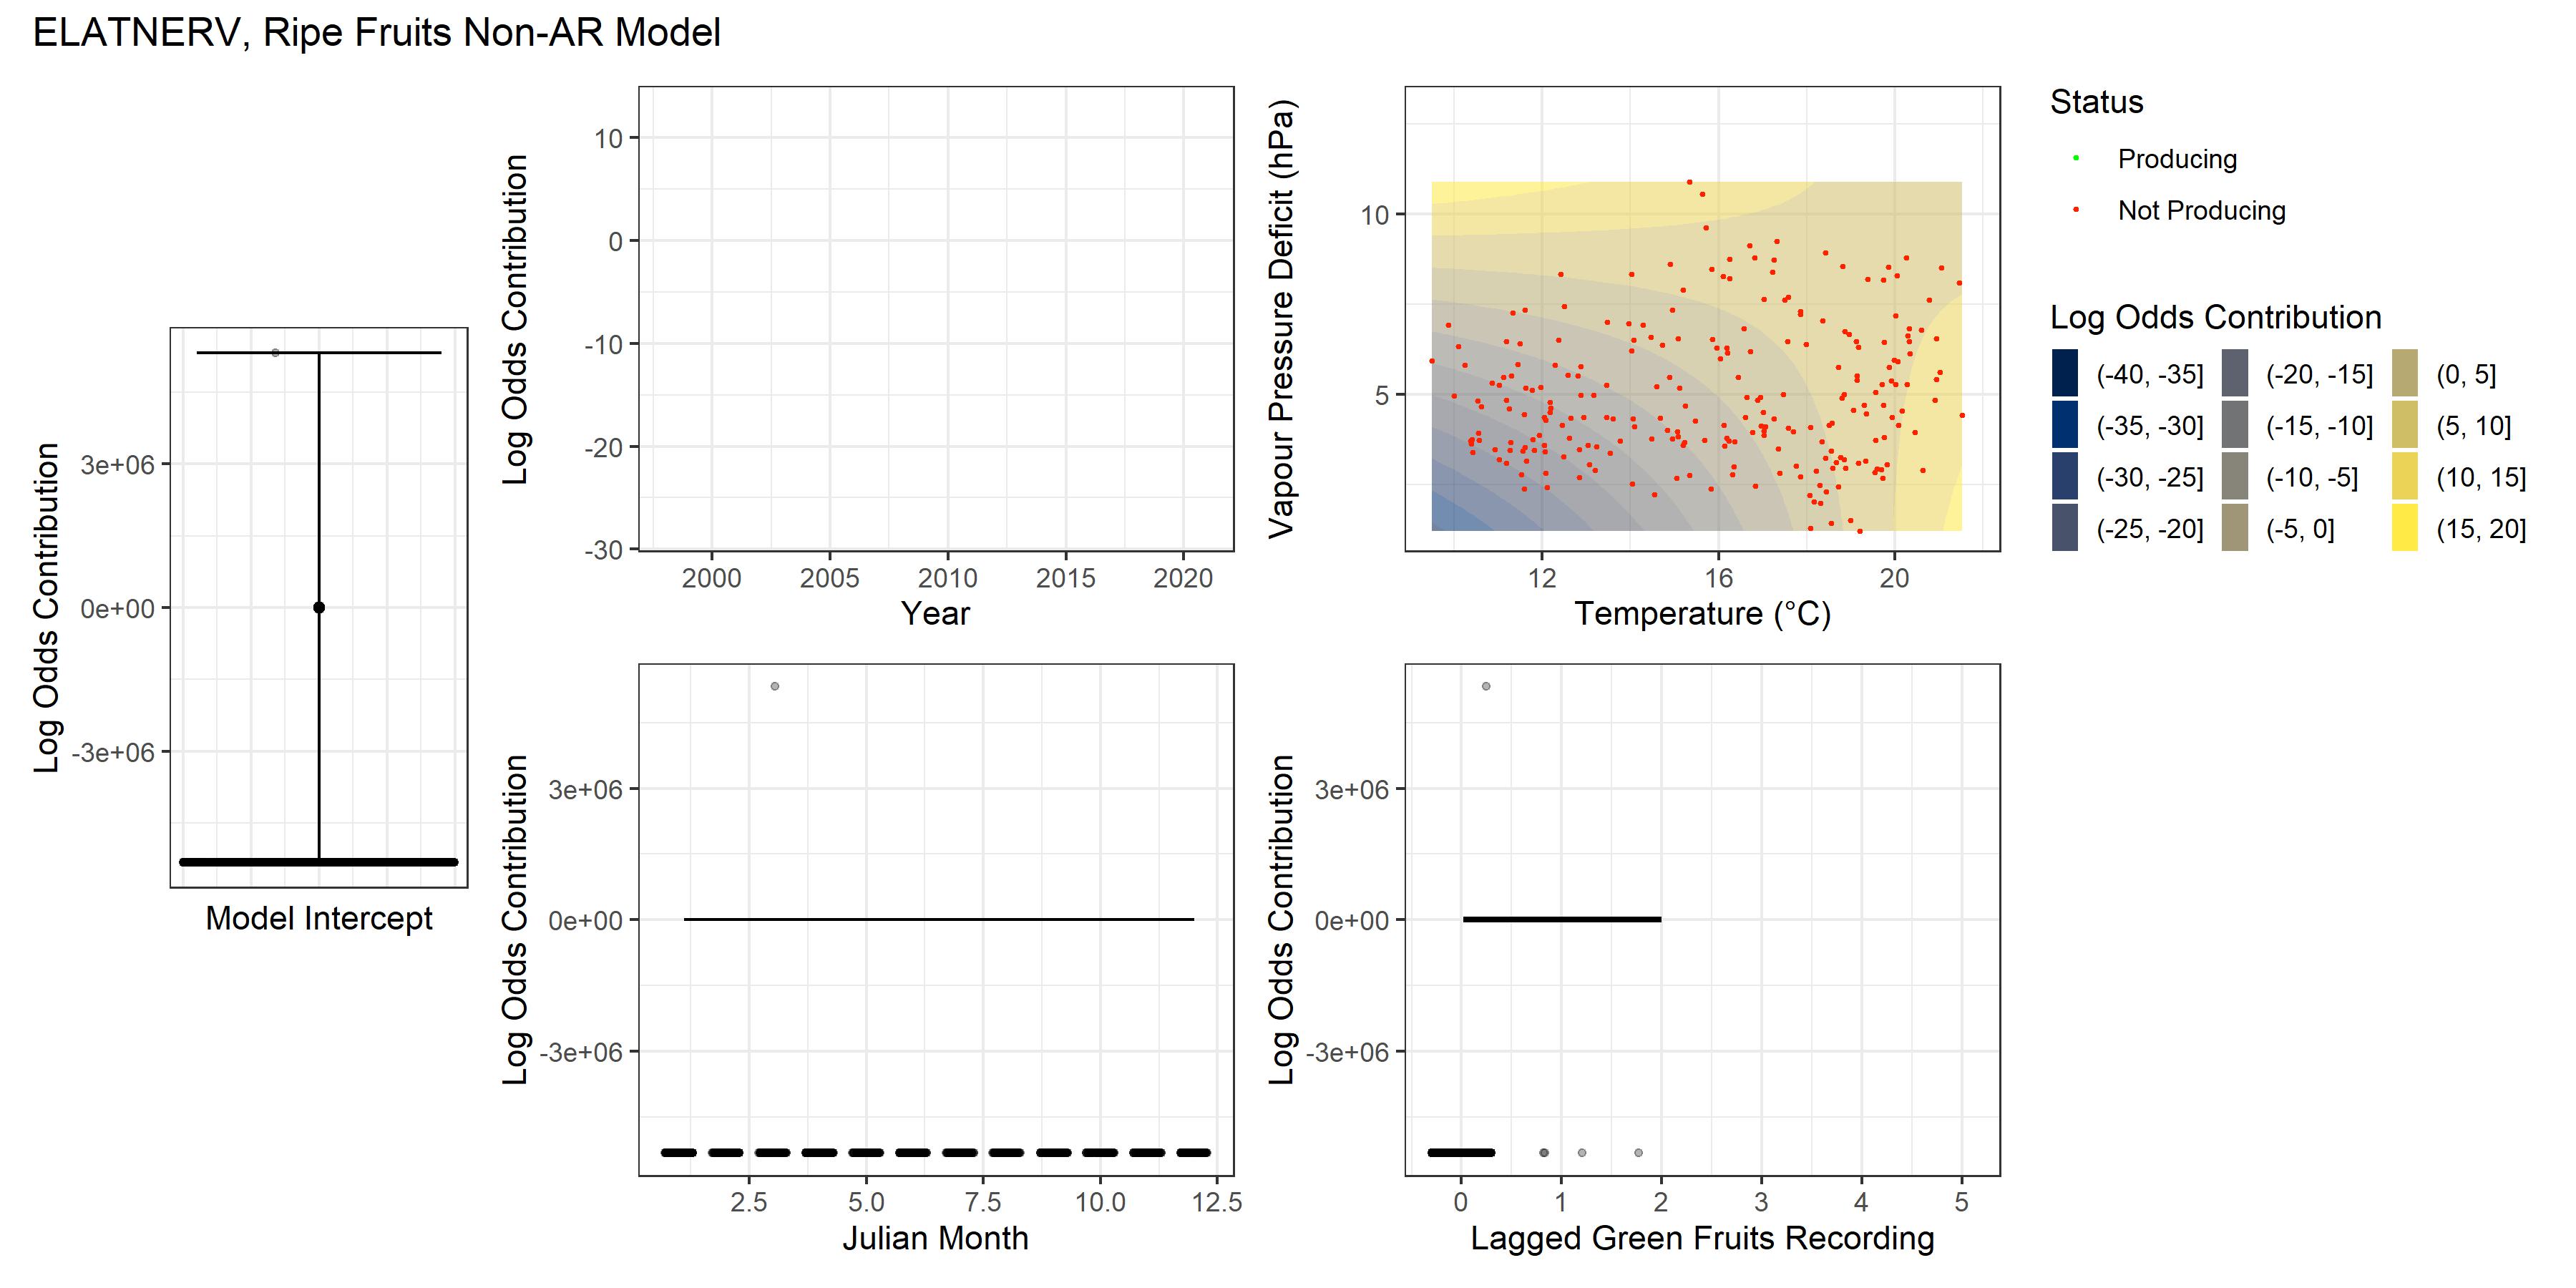 ELATNERV, Ripe Fruits Non-AR Model
Log Odds Contribution
3e+06
0e+00
-3e+06
Model Intercept
Log Odds Contribution
10
0
-10
-20
-30
2000 2005 2010 2015 2020
Year
Vapour Pressure Deficit (hPa)
10
5
12 16 20
Temperature (°C)
Status
Producing
Not Producing
Log Odds Contribution
(-40, -35] (-20, -15] (0, 5]
(-35, -30] (-15, -10] (5, 10]
(-30, -25] (-10, -5] (10, 15]
(-25, -20] (-5, 0] (15, 20]
Log Odds Contribution
3e+06
0e+00
-3e+06
2.5 5.0 7.5 10.0 12.5
Julian Month
Log Odds Contribution
3e+06
0e+00
-3e+06
0 1 2 3 4 5
Lagged Green Fruits Recording